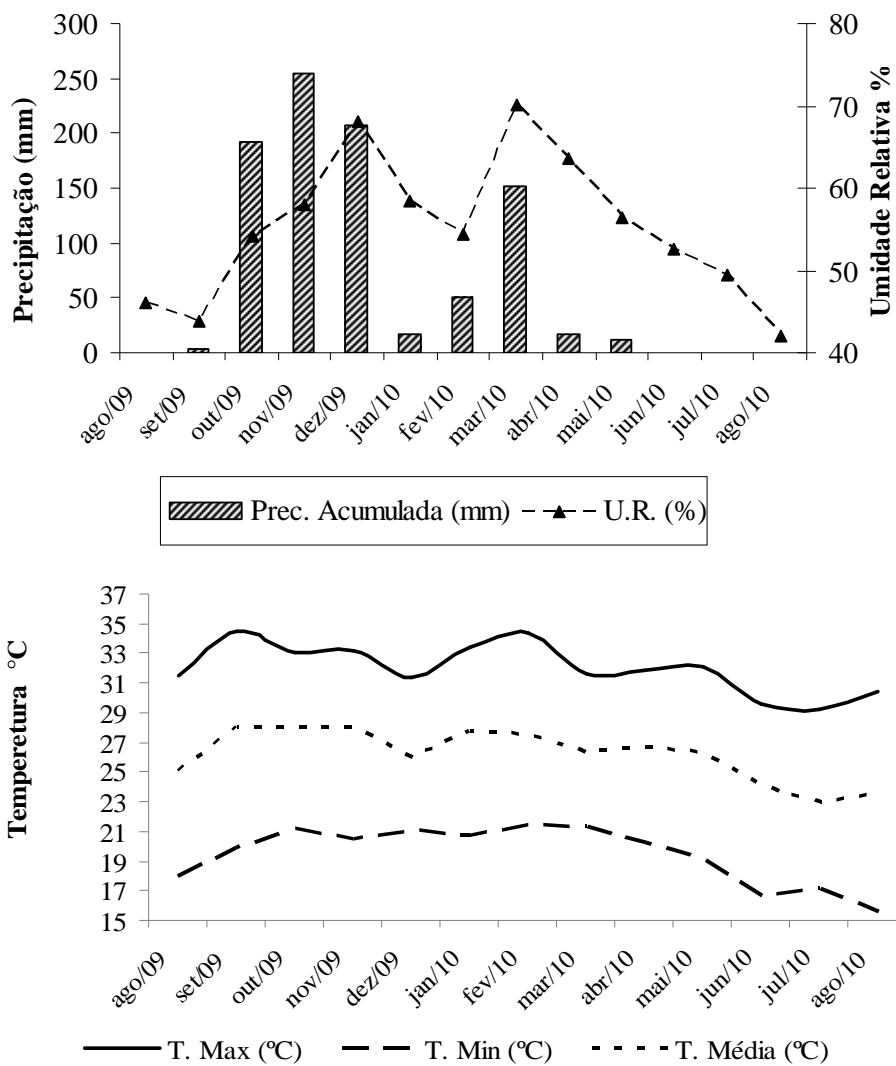 300
250
200
150
100
50
0
Precipitação (mm)
80
70
60
50
40
Umidade Relativa %
ago/09
set/09
out/09
nov/09
dez/09
jan/10
fev/10
mar/10
abr/10
mai/10
jun/10
jul/10
ago/10
Prec. Acumulada (mm) U.R. (%)
37
35
33
31
29
27
25
23
21
19
17
15
Temperetura °C
ago/09
set/09
out/09
nov/09
dez/09
jan/10
fev/10
mar/10
abr/10
mai/10
jun/10
jul/10
ago/10
T. Max (ºC) T. Min (ºC) T. Média (ºC)